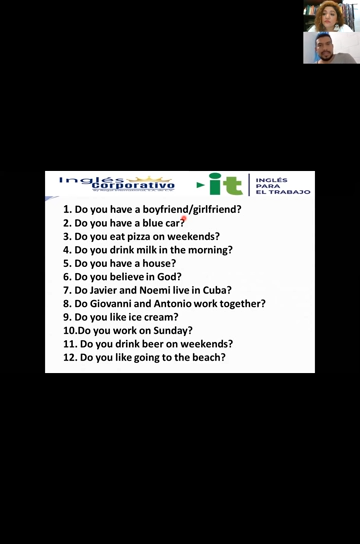 Inglés
Corporativo
it
INGLÉS
PARA
EL TRABAJO
1. Do you have a boyfriend/girlfriend?
2. Do you have a blue car?
3. Do you eat pizza on weekends?
4. Do you drink milk in the morning?
5. Do you have a house?
6. Do you believe in God?
7. Do Javier and Noemi live in Cuba?
8. Do Giovanni and Antonio work together?
9. Do you like ice cream?
10.Do you work on Sunday?
11. Do you drink beer on weekends?
12. Do you like going to the beach?